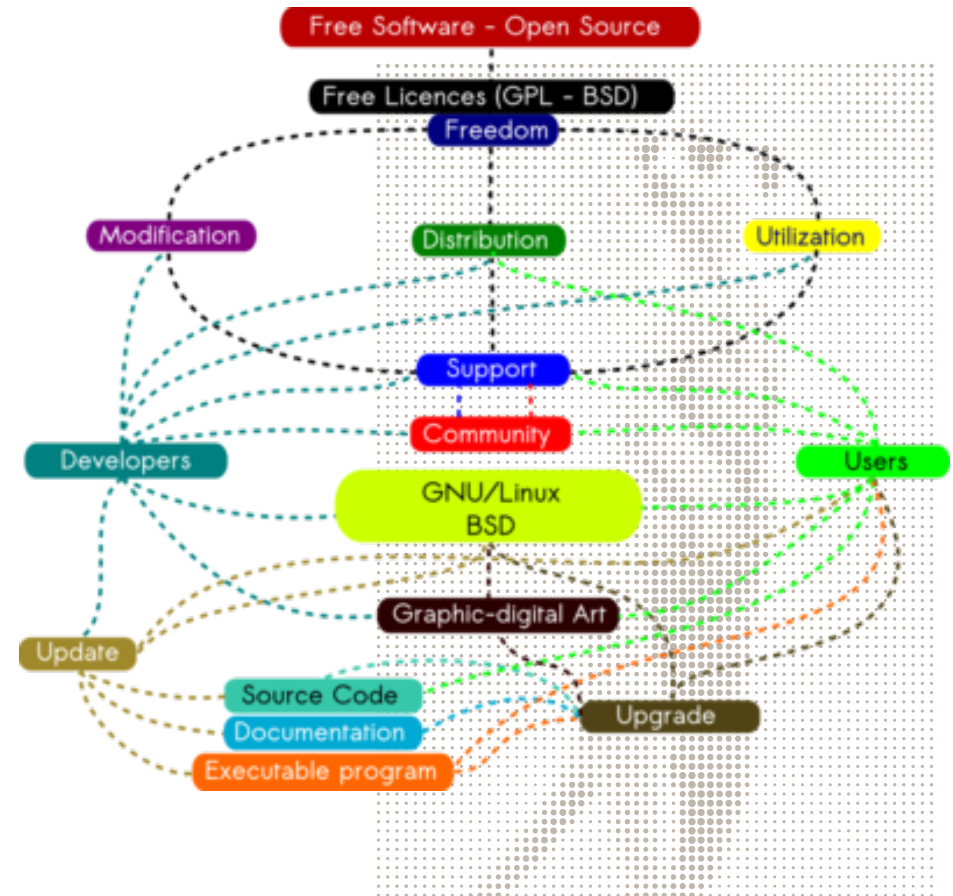 Free Software - Open Source
Free Licences (GPL - BSD)
Freedom
Modification
Distribution
Utilization
Support
Community
Developers
Users
GNU/Linux
BSD
Graphic-digital Art
Update
Source Code
Upgrade
Documentation
Executable program